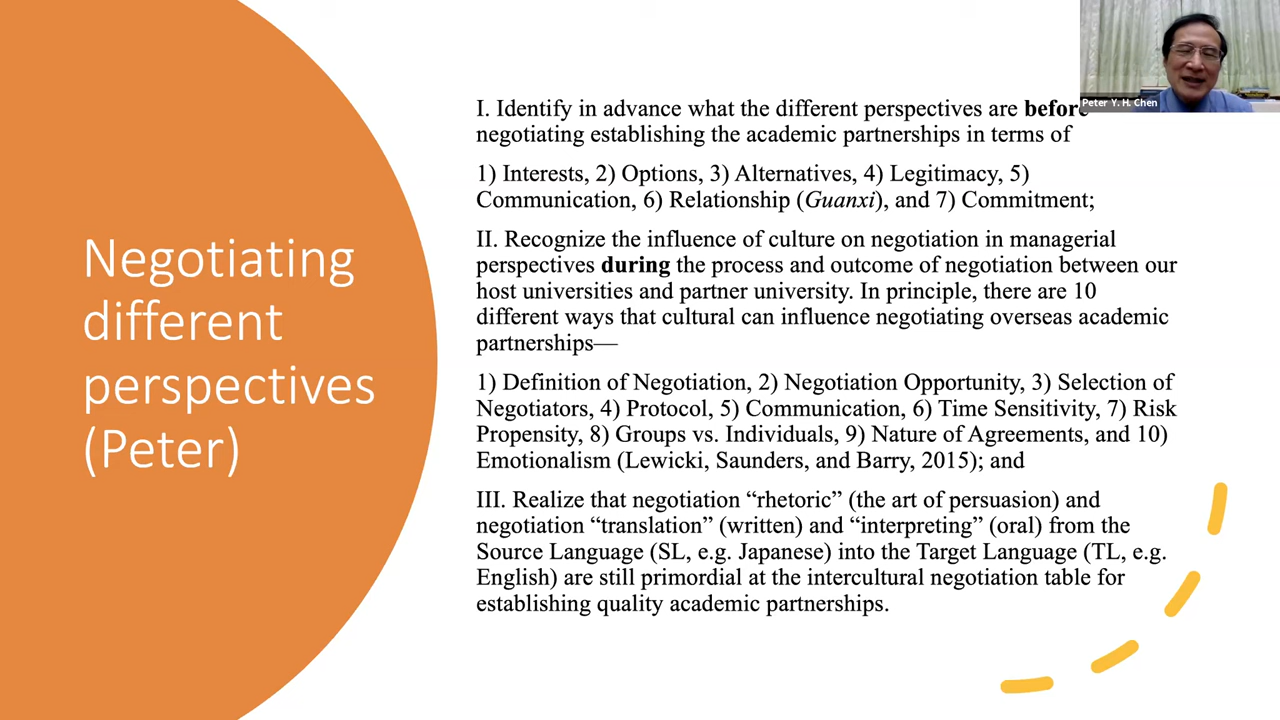 Negotiating
different
perspectives
(Peter)
I. Identify in advance what the different perspectives are before
negotiating establishing the academic partnerships in terms of
1) Interests, 2) Options, 3) Alternatives, 4) Legitimacy, 5)
Communication, 6) Relationship (Guanxi), and 7) Commitment;
II. Recognize the influence of culture on negotiation in managerial
perspectives during the process and outcome of negotiation between our
host universities and partner university. In principle, there are 10
different ways that cultural can influence negotiating overseas academic
partnerships—
1) Definition of Negotiation, 2) Negotiation Opportunity, 3) Selection of
Negotiators, 4) Protocol, 5) Communication, 6) Time Sensitivity, 7) Risk
Propensity, 8) Groups vs. Individuals, 9) Nature of Agreements, and 10)
Emotionalism (Lewicki, Saunders, and Barry, 2015); and
III. Realize that negotiation “rhetoric” (the art of persuasion) and
negotiation “translation” (written) and “interpreting” (oral) from the
Source Language (SL, e.g. Japanese) into the Target Language (TL, e.g.
English) are still primordial at the intercultural negotiation table for
establishing quality academic partnerships.
Peter Y. H. Chen